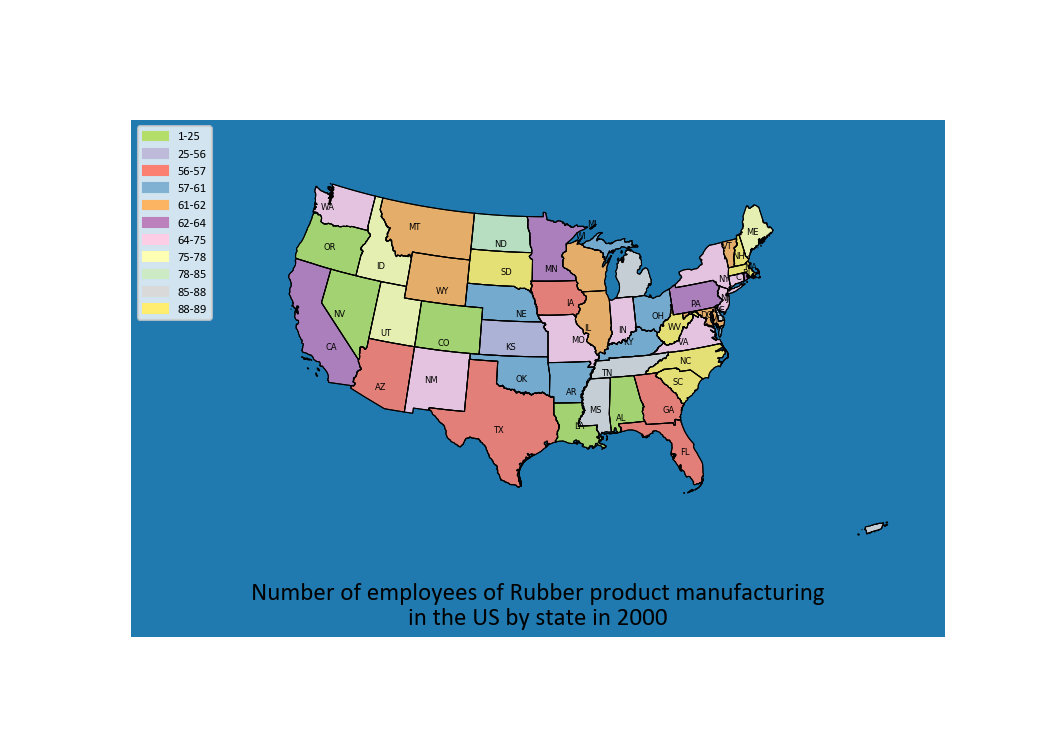 1-25
25-56
56-57
57-61
61-62
62-64
64-75
75-78
78-85
85-88
88-89
WA
MT
ND
MN
MI
WI
ME
VT
NH
OR
ID
SD
WY
NV
UT
CO
NE
IA
IL
IN
OH
PA
NY
CA
KS
MO
KY
WV
VA
AZ
NM
OK
AR
TN
NC
SC
TX
LA
MS
AL
GA
FL
Number of employees of Rubber product manufacturing
in the US by state in 2000